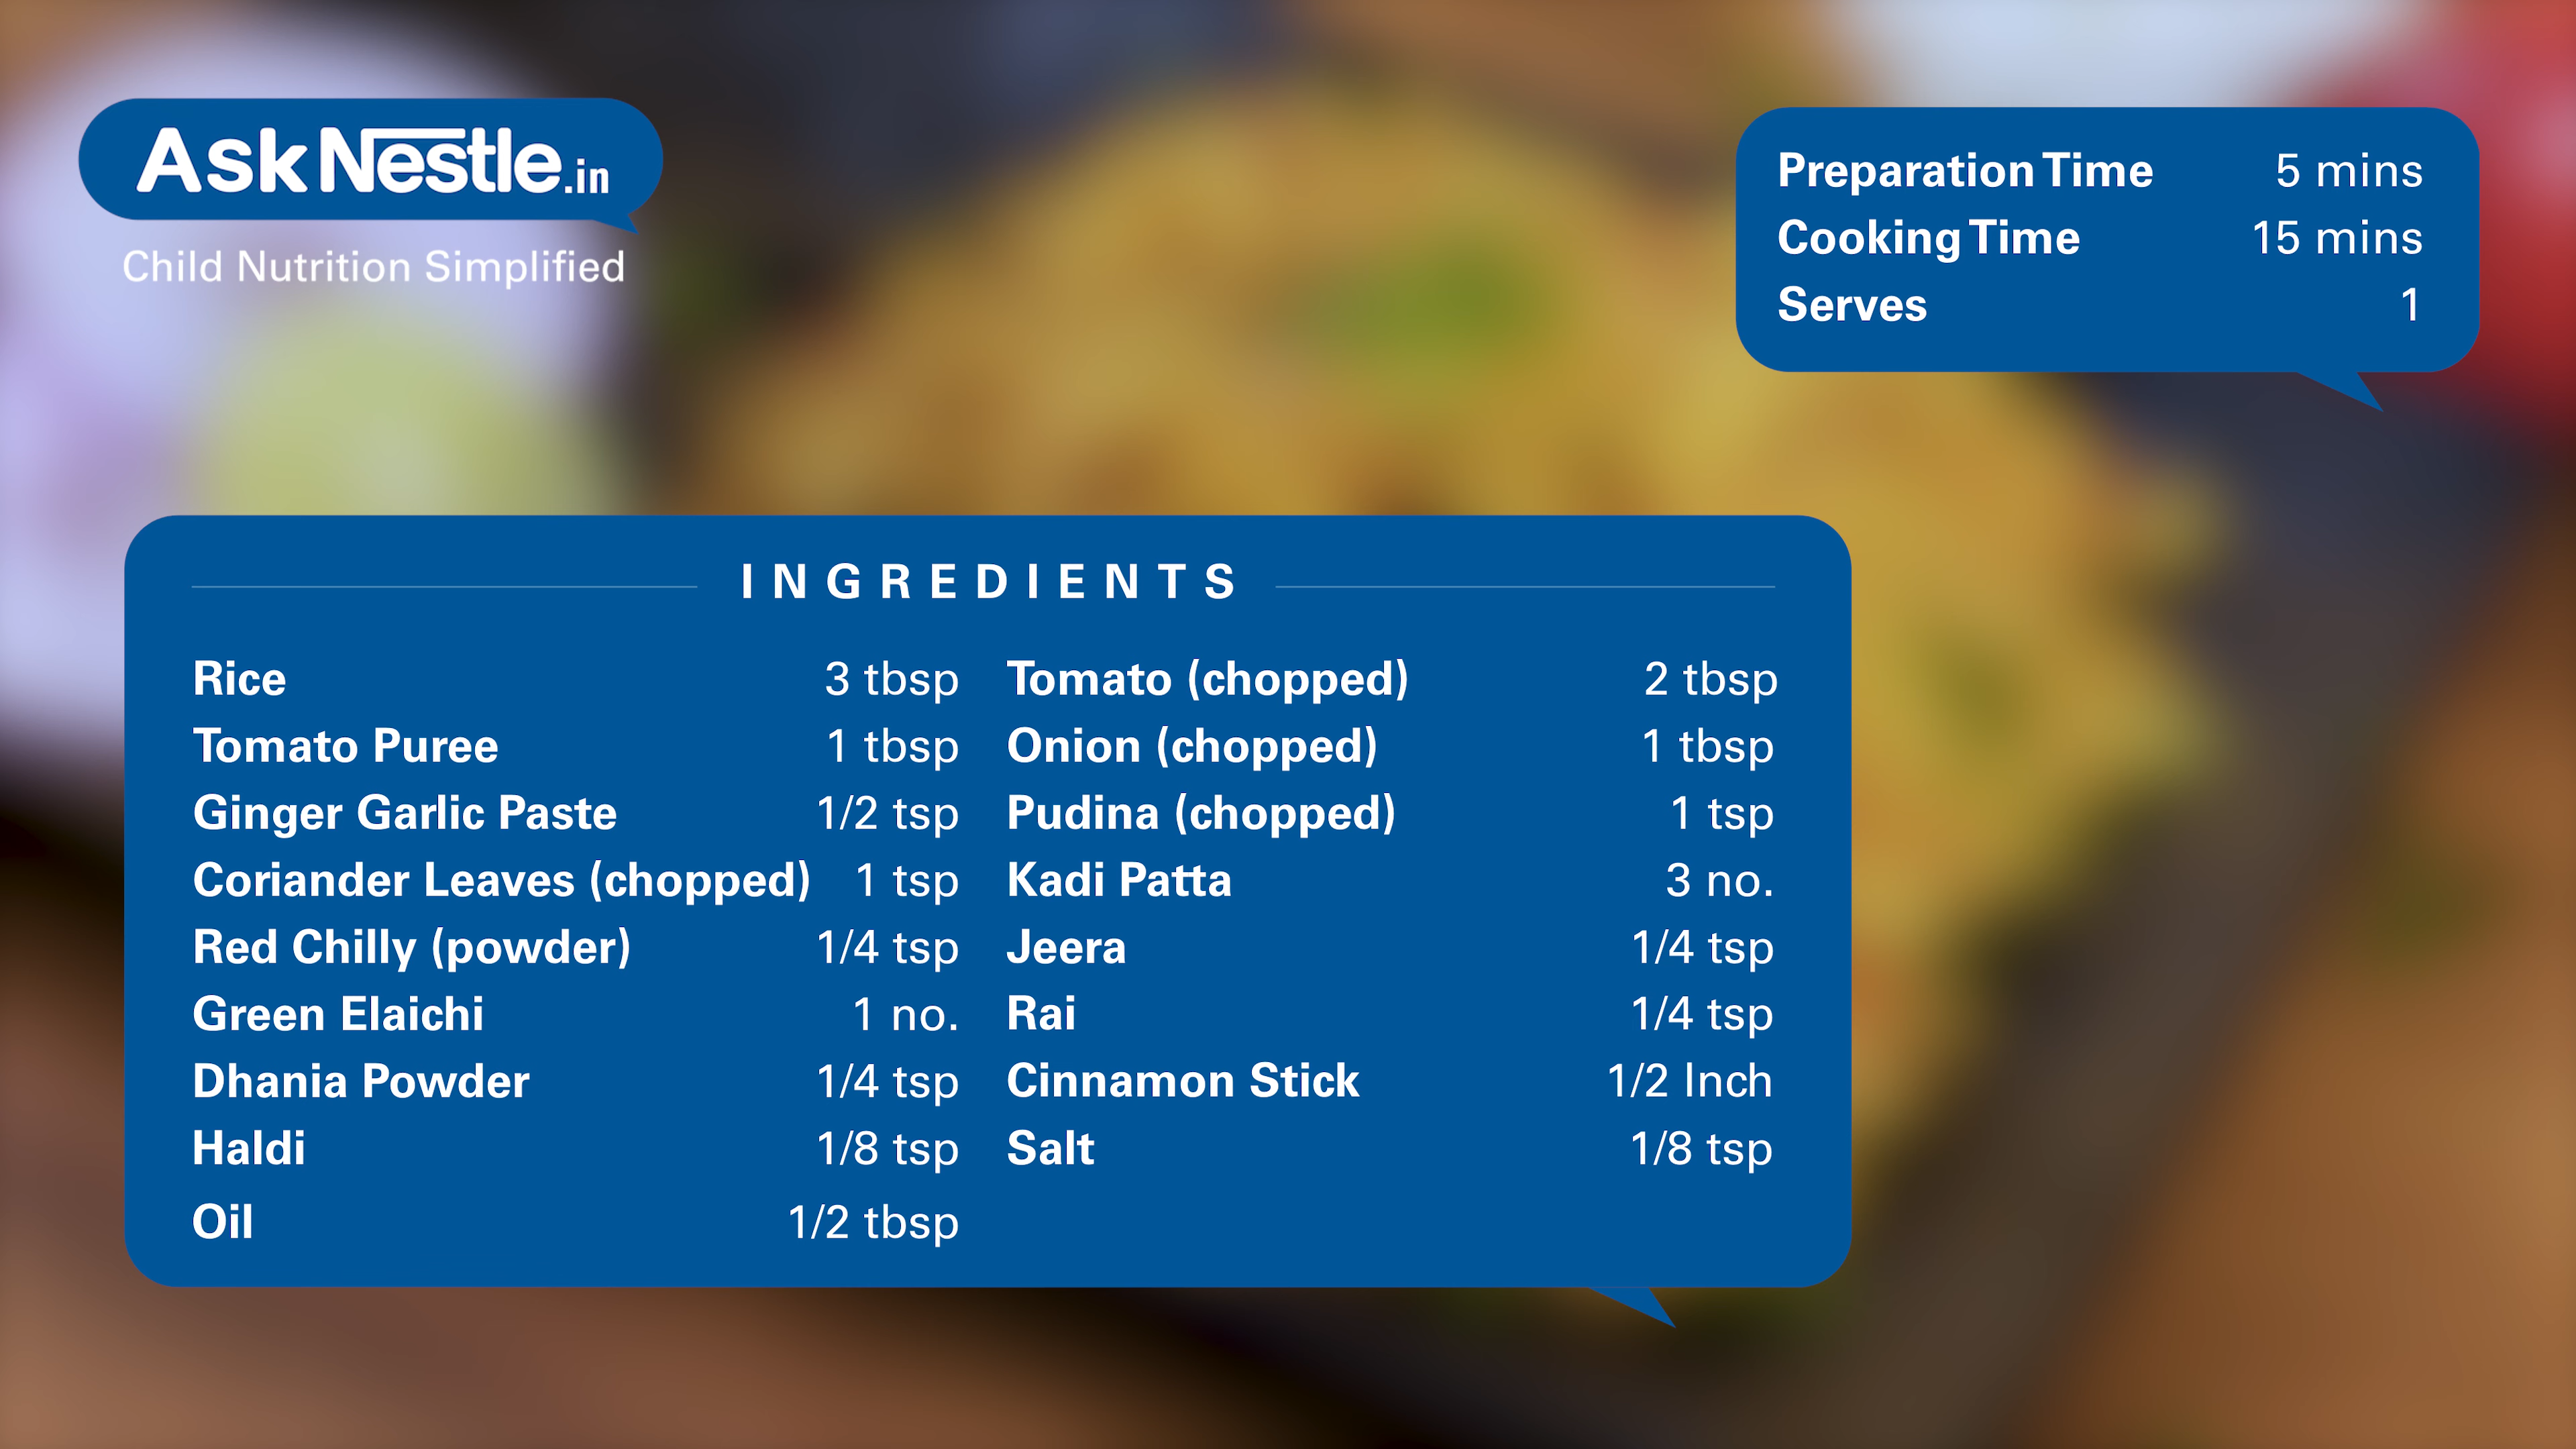 Ask Nestle.in
Child Nutrition Simplified
Preparation Time 5 mins
Cooking Time 15 mins
Serves 1
INGREDIENTS
Rice 3 tbsp
Tomato Puree 1 tbsp
Ginger Garlic Paste 1/2 tsp
Coriander Leaves (chopped) 1 tsp
Red Chilly (powder) 1/4 tsp
Green Elaichi 1 no.
Dhania Powder 1/4 tsp
Haldi 1/8 tsp
Oil 1/2 tbsp
Tomato (chopped) 2 tbsp
Onion (chopped) 1 tbsp
Pudina (chopped) 1 tsp
Kadi Patta 3 no.
Jeera 1/4 tsp
Rai 1/4 tsp
Cinnamon Stick 1/2 Inch
Salt 1/8 tsp